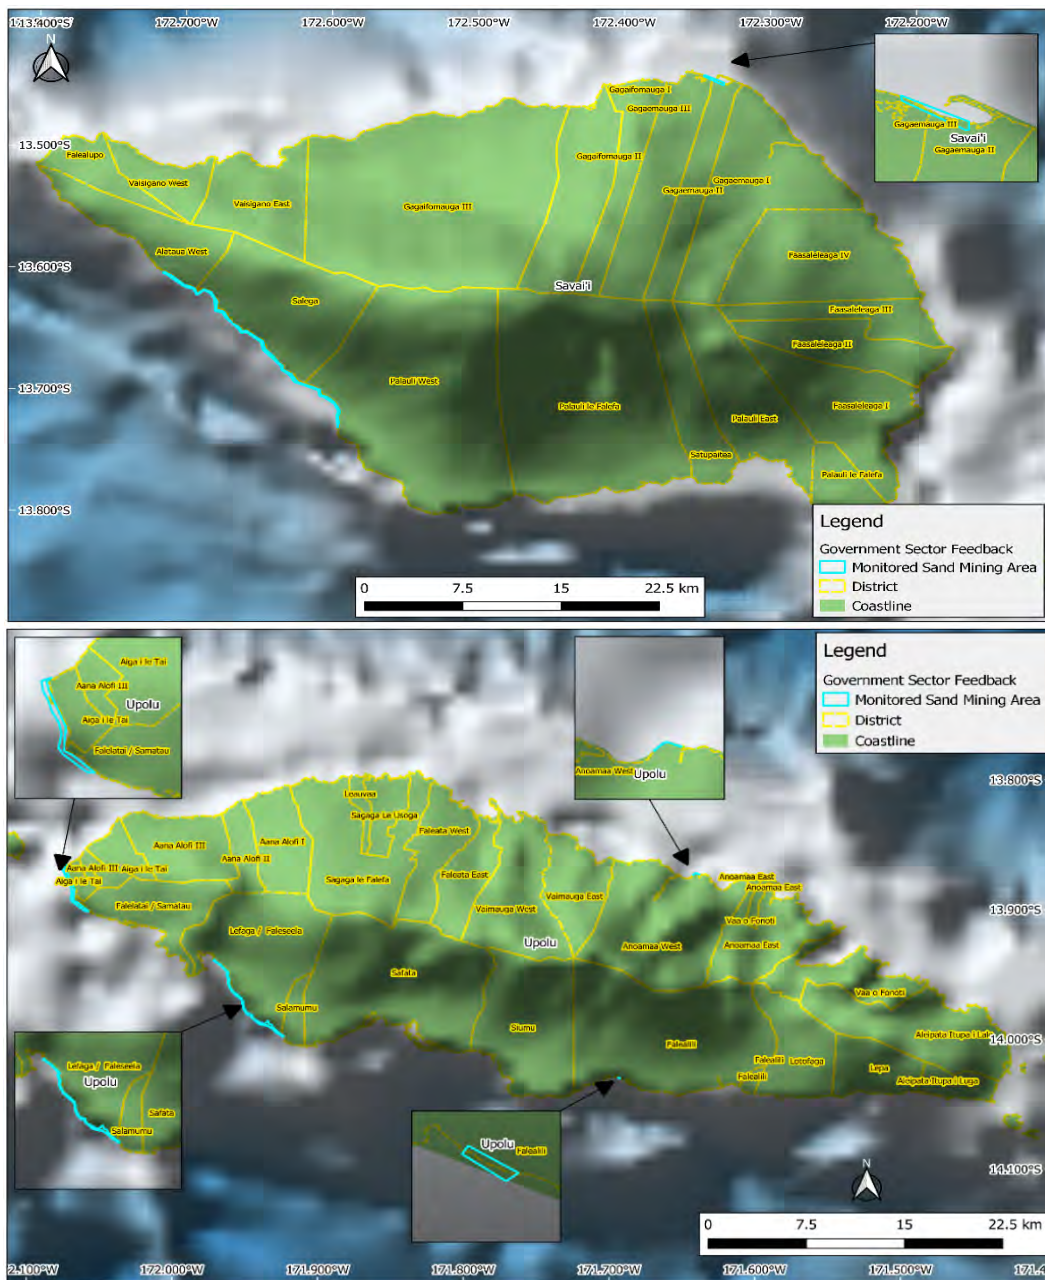 173.400°W
172.700°W
172.600°W
172.500°W
172.400°W
172.300°W
172.200°W
N
13.500°S
13.600°S
13.700°S
13.800°S
Gagaifomauga I
Gagaemauga III
Gagaifomauga II
Gagaemauga I
Gagaemauga II
Falealupo
Vaisigano West
Vaisigano East
Gagaifomauga III
Alataua West
Salega
Savai'i
Faasaleleaga IV
Faasaleleaga III
Faasaleleaga II
Faasaleleaga I
Palauli West
Palauli le Falefa
Palauli East
Satupaitea
Palauli le Falefa
Gagaemauga III
Savai'i
Gagaemauga II
Legend
Government Sector Feedback
Monitored Sand Mining Area
District
Coastline
0 7.5 15 22.5 km
Aiga i le Tai
Aana Alofi III
Upolu
Aiga i le Tai
Falelatai / Samatau
Anoamaa West
Upolu
Legend
Government Sector Feedback
Monitored Sand Mining Area
District
Coastline
13.800°S
13.900°S
14.000°S
14.100°S
Leauvaa
Sagaga Le Usoga
Faleata West
Aana Alofi III
Aana Alofi I
Aana Alofi II
Aana Alofi III
Aiga i le Tai
Aiga i le Tai
Sagaga le Falefa
Faleata East
Vaimauga West
Vaimauga East
Anoamaa East
Anoamaa East
Falelatai / Samatau
Lefaga / Faleseela
Vaa o Fonoti
Anoamaa West
Anoamaa East
Upolu
Safata
Salamumu
Siumu
Falealili
Vaa o Fonoti
Aleipata Itupa i Lalo
Falealili
Lotofaga
Lepa
Falealili
Aleipata Itupa i Luga
Lefaga / Faleseela
Upolu
Safata
Salamumu
Upolu
Falealili
N
0 7.5 15 22.5 km
2.100°W
172.000°W
171.900°W
171.800°W
171.700°W
171.600°W
171.500°W
171.4